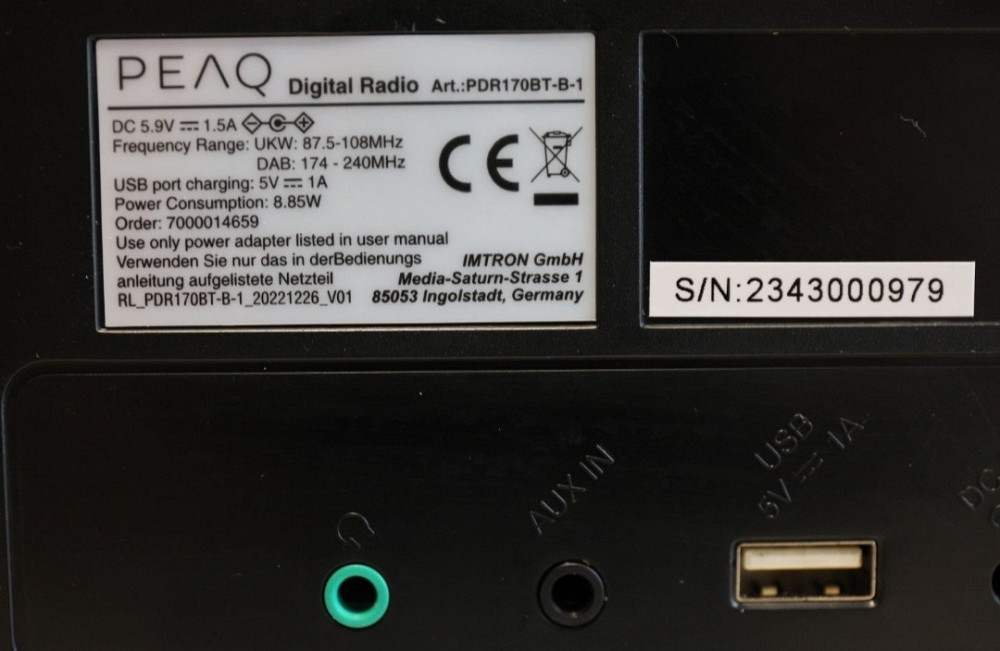 PEAQ Digital Radio Art.:PDR170BT-B-1
DC 5.9V 1.5A
Frequency Range: UKW: 87.5-108MHz
DAB: 174 - 240MHz
USB port charging: 5V 1A
Power Consumption: 8.85W
Order: 7000014659
Use only power adapter listed in user manual
Verwenden Sie nur das in derBedienungs
anleitung aufgelistete Netzteil
RL_PDR170BT-B-1_20221226_V01
CE
IMTRON GmbH
Media-Saturn-Strasse 1
85053 Ingolstadt, Germany
S/N:2343000979
AUX IN
USB
5V 1A
DC